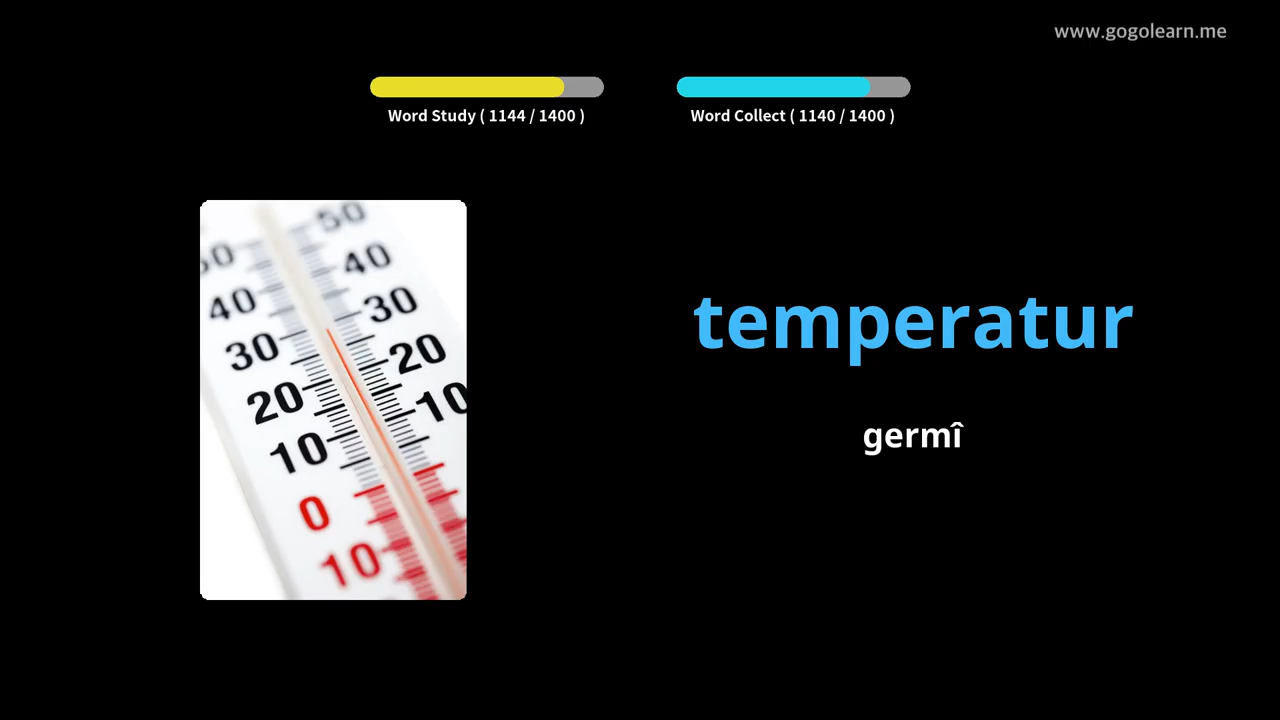 www.gogolearn.me
Word Study ( 1144 / 1400 )
Word Collect ( 1140 / 1400 )
50
50
40
40
30
30
20
20
10
10
0
10
temperatur
germî